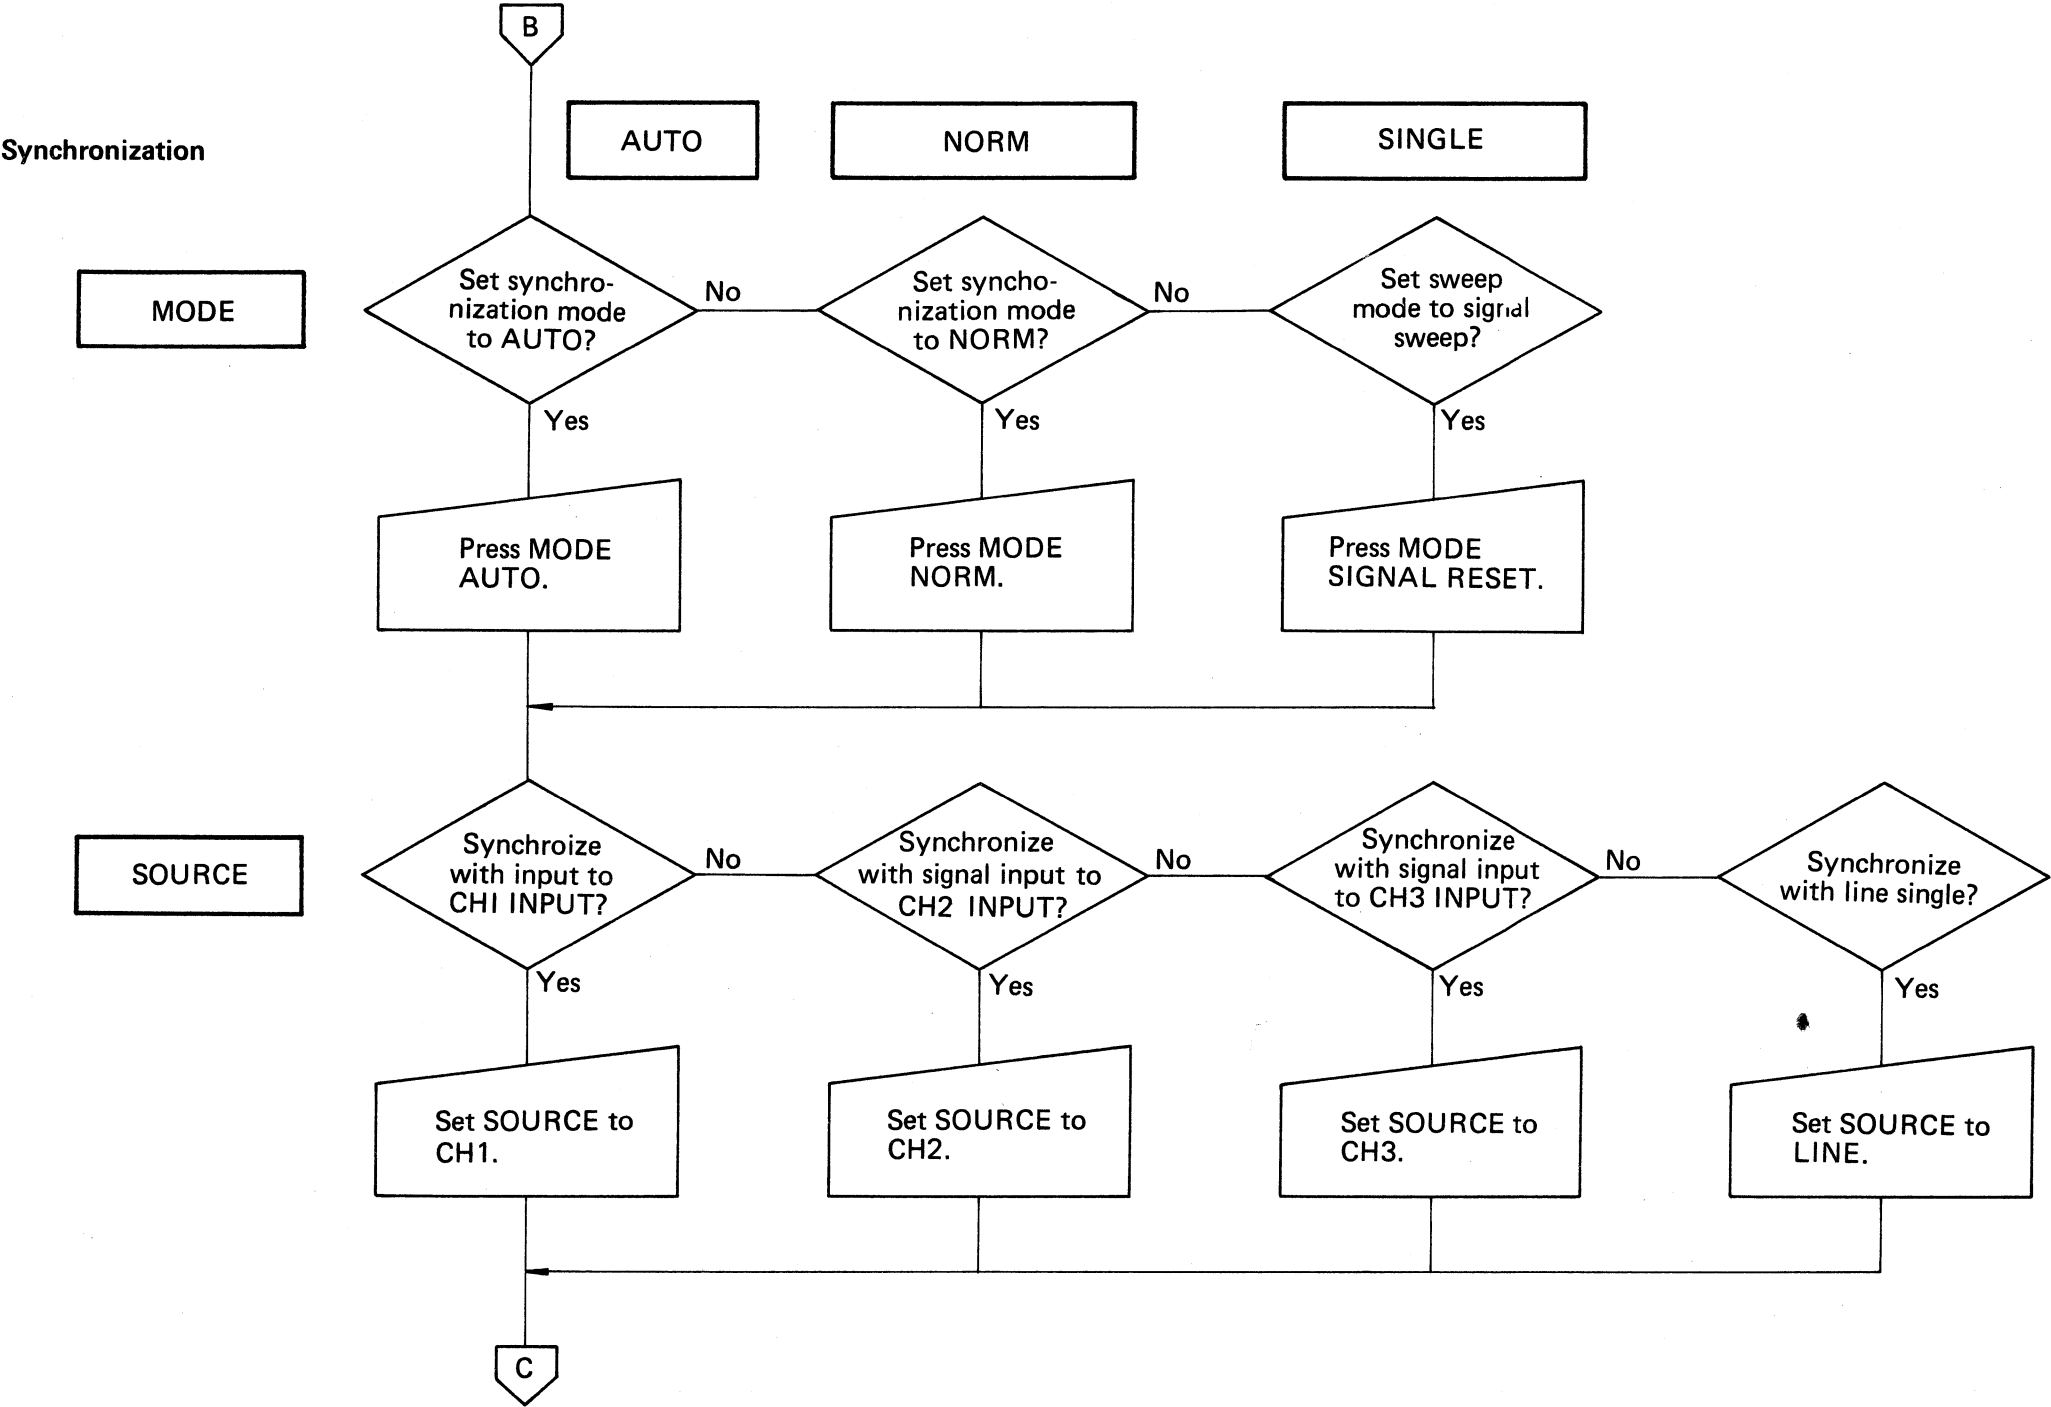 B
Synchronization
AUTO
NORM
SINGLE
MODE
Set synchro-
nization mode
to AUTO?
No
Set syncho-
nization mode
to NORM?
No
Set sweep
mode to signal
sweep?
Yes
Yes
Yes
Press MODE
AUTO.
Press MODE
NORM.
Press MODE
SIGNAL RESET.
SOURCE
Synchroize
with input to
CHI INPUT?
No
Synchronize
with signal input to
CH2 INPUT?
No
Synchronize
with signal input
to CH3 INPUT?
No
Synchronize
with line single?
Yes
Yes
Yes
Yes
Set SOURCE to
CH1.
Set SOURCE to
CH2.
Set SOURCE to
CH3.
Set SOURCE to
LINE.
C